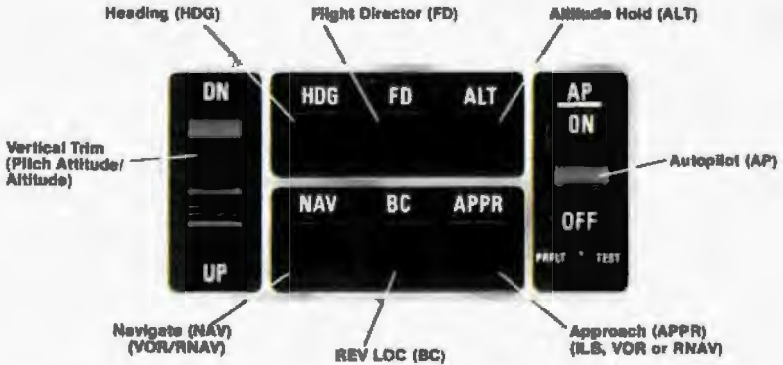 Heading (HDG)
Flight Director (FD)
Altitude Hold (ALT)
DN
HDG
FD
ALT
AP
ON
Vertical Trim
(Pitch Attitude/
Altitude)
Autopilot (AP)
NAV
BC
APPR
OFF
PRFLT TEST
UP
Navigate (NAV)
(VOR/RNAV)
REV LOC (BC)
Approach (APPR)
(ILS, VOR or RNAV)